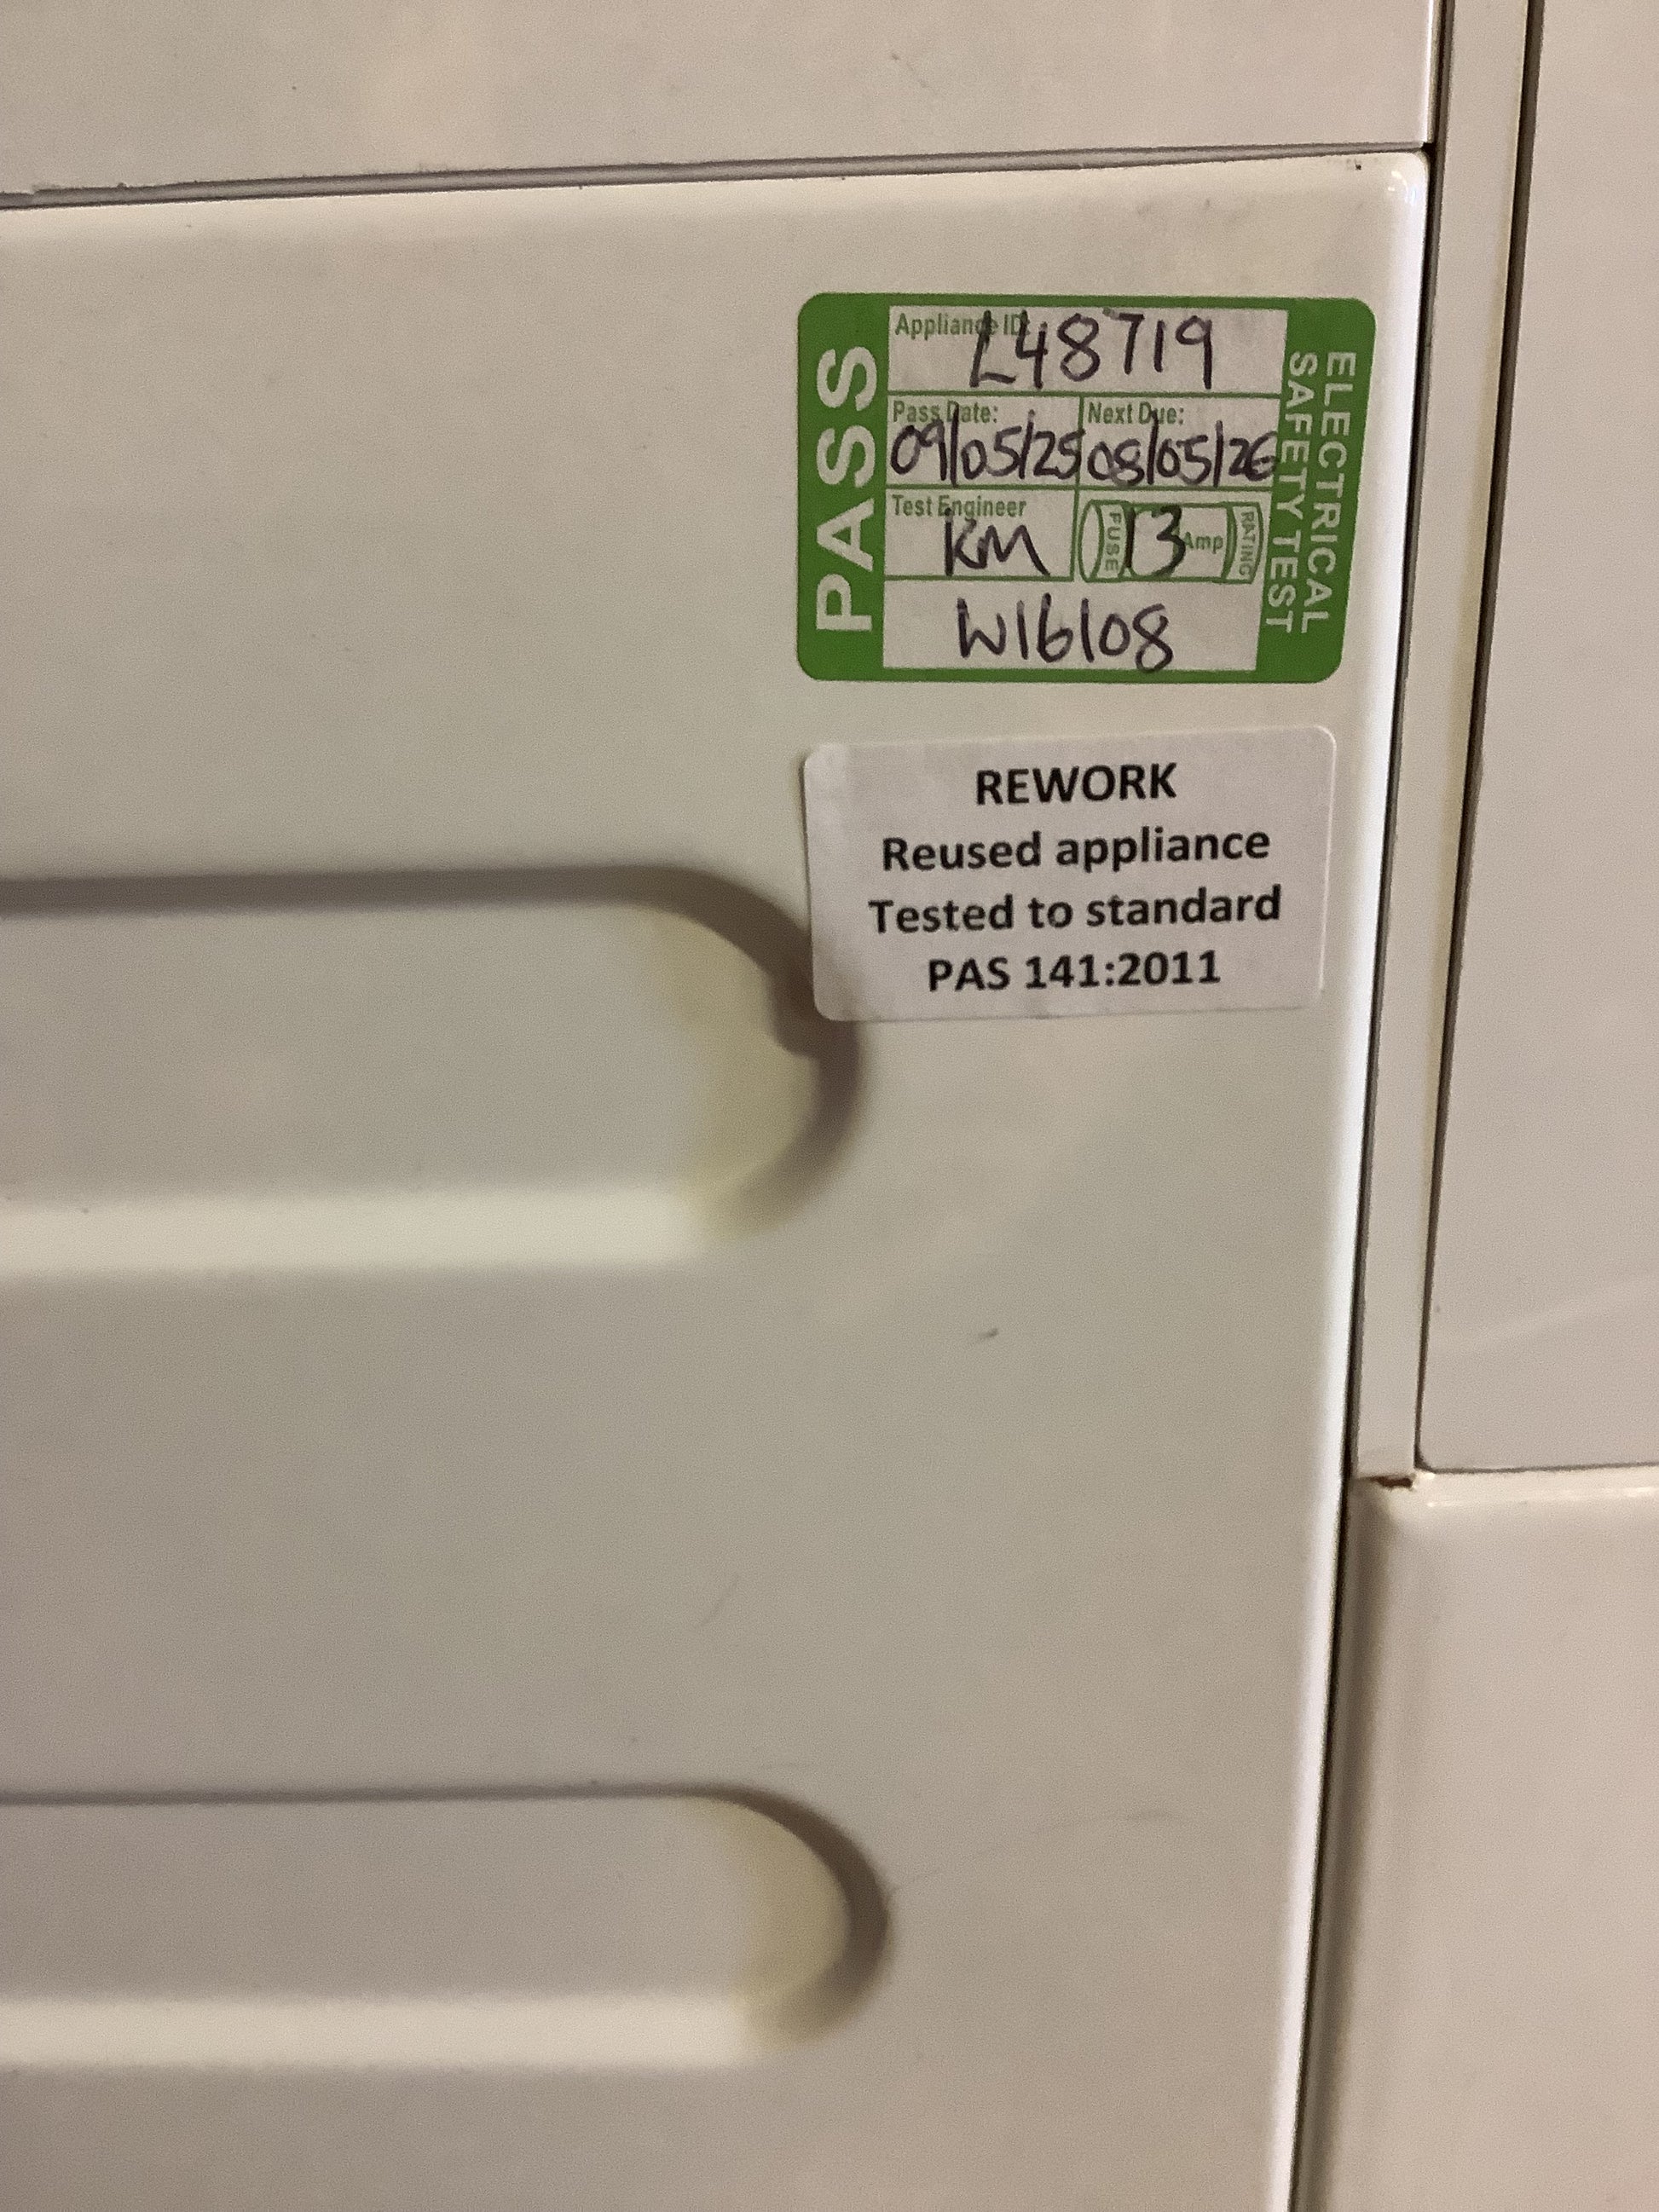 PASS
Appliance ID:
L48719
Pass Date: Next Due:
09/05/25 08/05/26
Test Engineer
KM
FUSE 13 Amp RATING
W16108
ELECTRICAL
SAFETY TEST
REWORK
Reused appliance
Tested to standard
PAS 141:2011